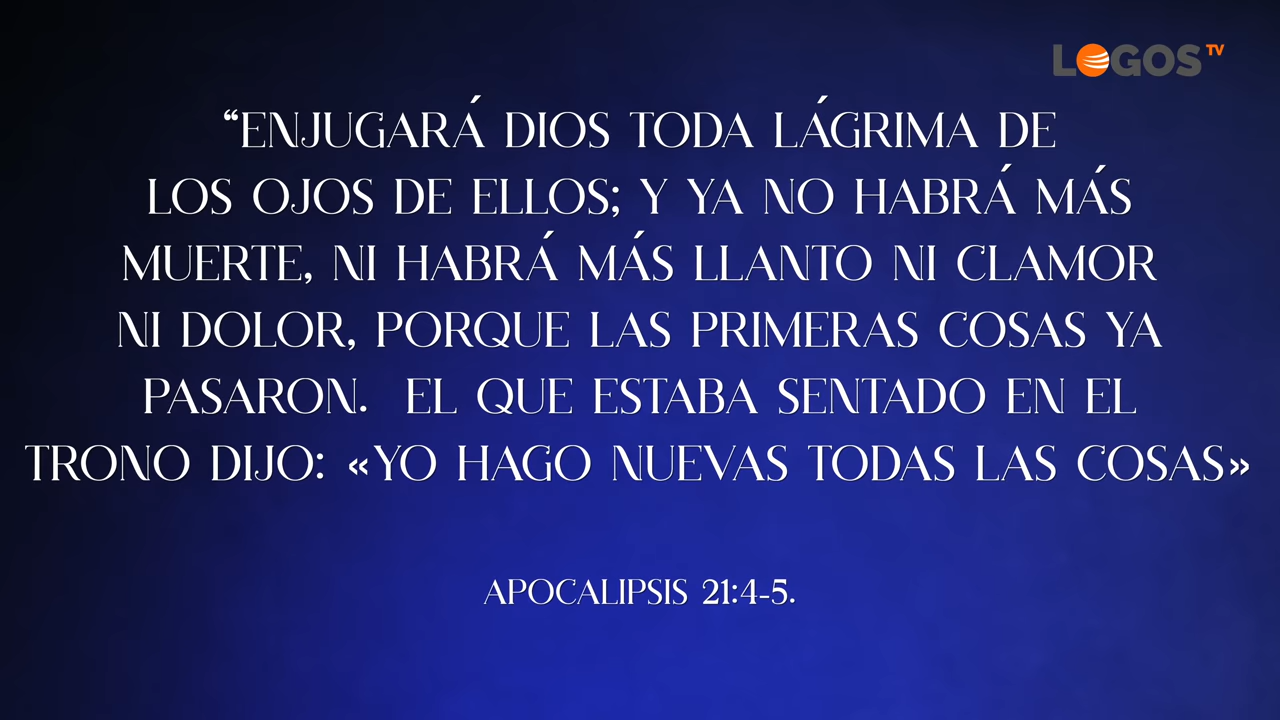 LOGOS TV
“ENJUGARÁ DIOS TODA LÁGRIMA DE
LOS OJOS DE ELLOS; Y YA NO HABRÁ MÁS
MUERTE, NI HABRÁ MÁS LLANTO NI CLAMOR
NI DOLOR, PORQUE LAS PRIMERAS COSAS YA
PASARON. EL QUE ESTABA SENTADO EN EL
TRONO DIJO: «YO HAGO NUEVAS TODAS LAS COSAS»
APOCALIPSIS 21:4-5.